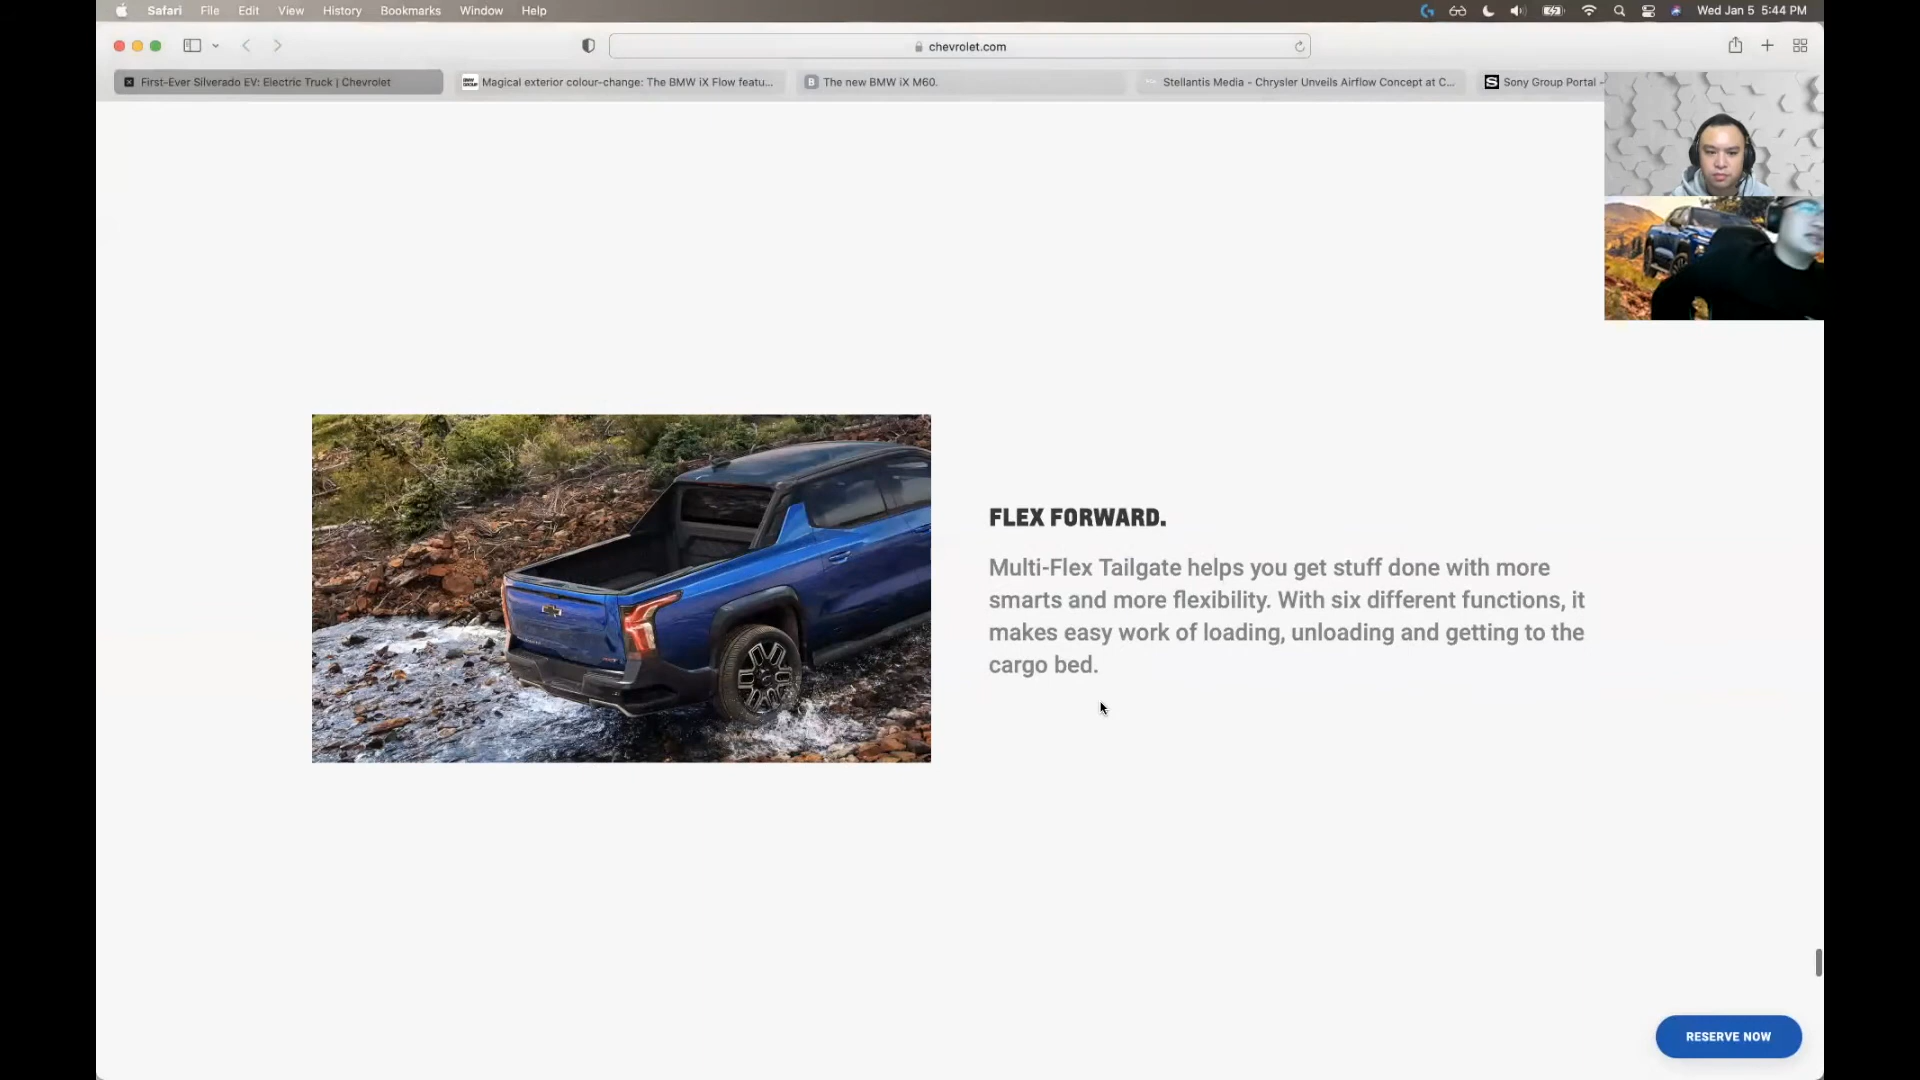 Safari File Edit View History Bookmarks Window Help
Wed Jan 5 5:44 PM
chevrolet.com
First-Ever Silverado EV: Electric Truck | Chevrolet
Magical exterior colour-change: The BMW iX Flow featu...
B The new BMW iX M60.
Stellantis Media - Chrysler Unveils Airflow Concept at C...
S Sony Group Portal -
FLEX FORWARD.
Multi-Flex Tailgate helps you get stuff done with more
smarts and more flexibility. With six different functions, it
makes easy work of loading, unloading and getting to the
cargo bed.
RESERVE NOW